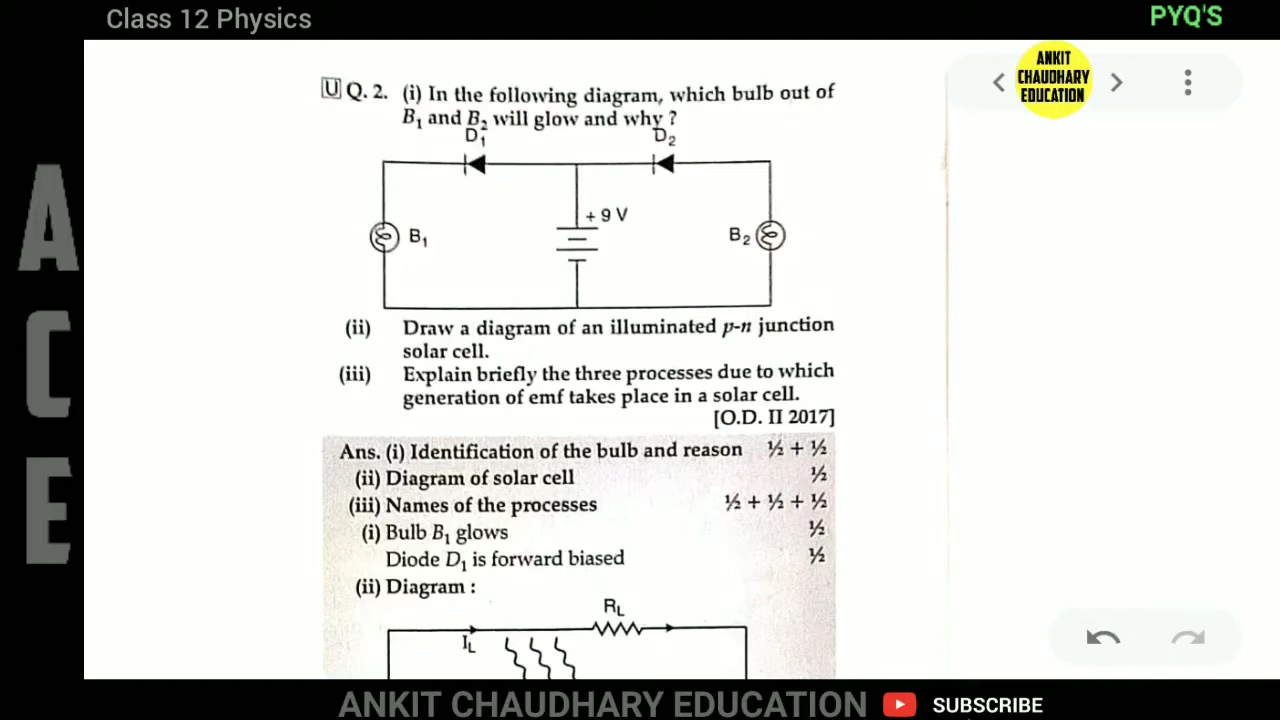 Class 12 Physics
PYQ'S
ANKIT
CHAUDHARY
EDUCATION
A
C
E
U Q. 2. (i) In the following diagram, which bulb out of
B₁ and B₂ will glow and why ?
D₁ D₂
+ 9 V
B₁ B₂
(ii) Draw a diagram of an illuminated p-n junction
solar cell.
(iii) Explain briefly the three processes due to which
generation of emf takes place in a solar cell.
[O.D. II 2017]
Ans. (i) Identification of the bulb and reason ½ + ½
(ii) Diagram of solar cell ½
(iii) Names of the processes ½ + ½ + ½
(i) Bulb B₁ glows ½
Diode D₁ is forward biased ½
(ii) Diagram :
R_L
I_L
ANKIT CHAUDHARY EDUCATION SUBSCRIBE